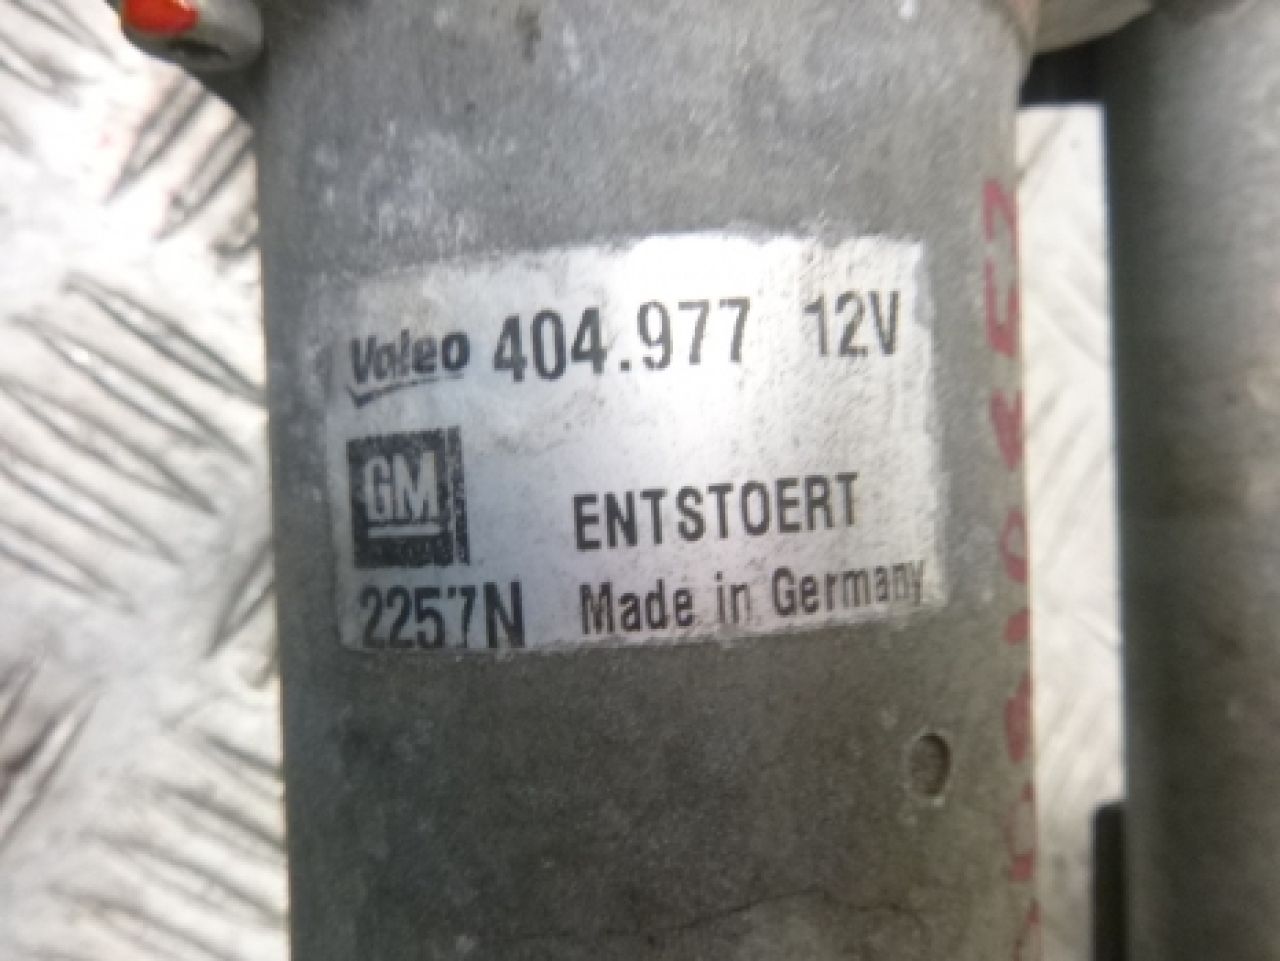 Valeo 404.977 12V
GM
ENTSTOERT
2257N Made in Germany